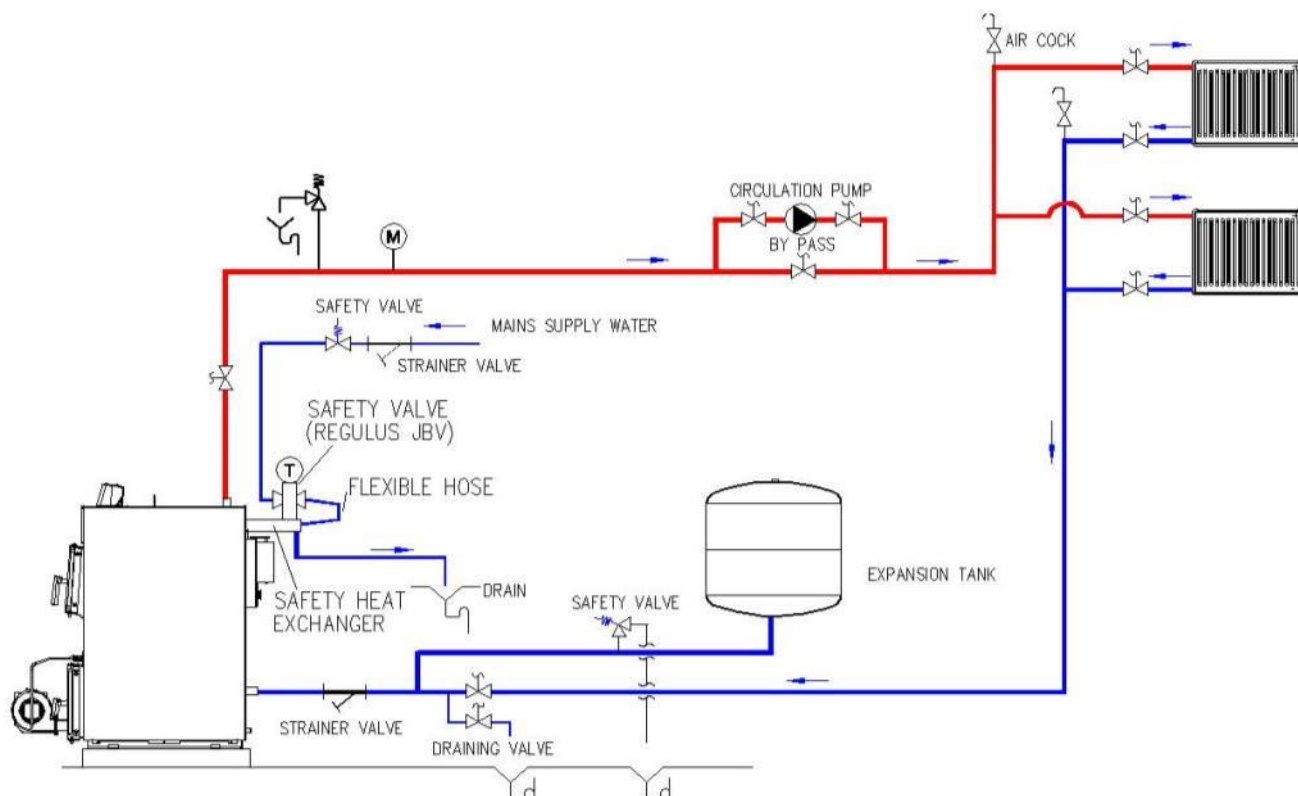 AIR COCK
CIRCULATION PUMP
BY PASS
M
SAFETY VALVE
MAINS SUPPLY WATER
STRAINER VALVE
SAFETY VALVE
(REGULUS JBV)
T
FLEXIBLE HOSE
DRAIN
SAFETY HEAT
EXCHANGER
SAFETY VALVE
EXPANSION TANK
STRAINER VALVE
DRAINING VALVE